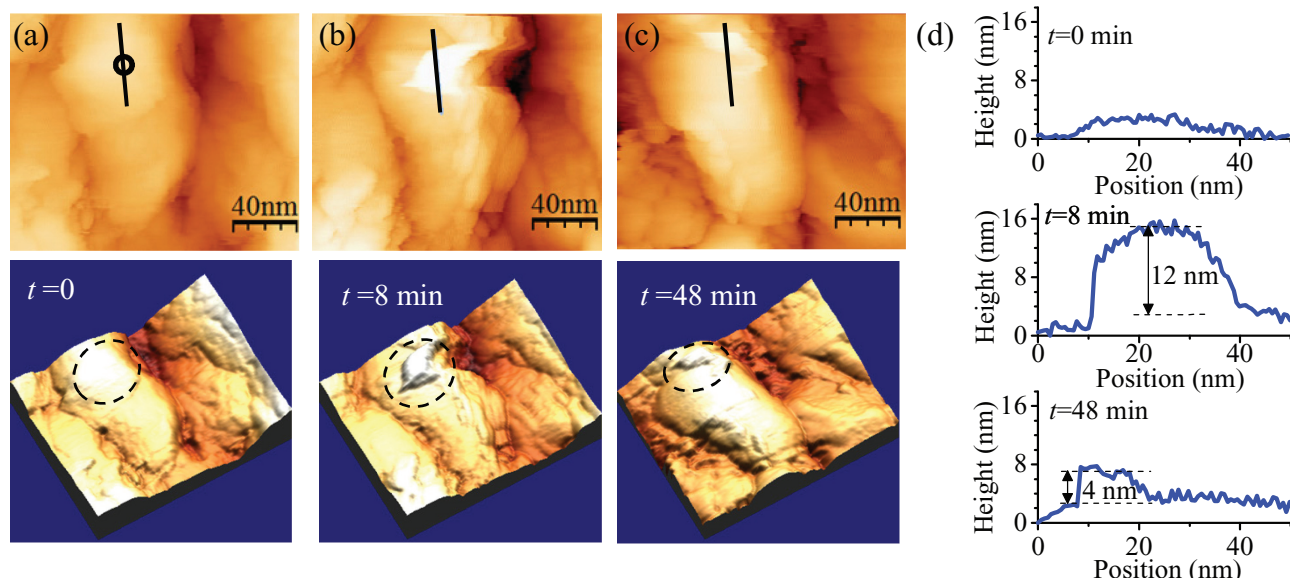 (a)
40nm
(b)
40nm
(c)
40nm
t =0
t =8 min
t =48 min
(d)
16
8
0
Height (nm)
t=0 min
0
20
40
Position (nm)
16
8
0
Height (nm)
t=8 min
12 nm
0
20
40
Position (nm)
16
8
0
Height (nm)
t=48 min
4 nm
0
20
40
Position (nm)